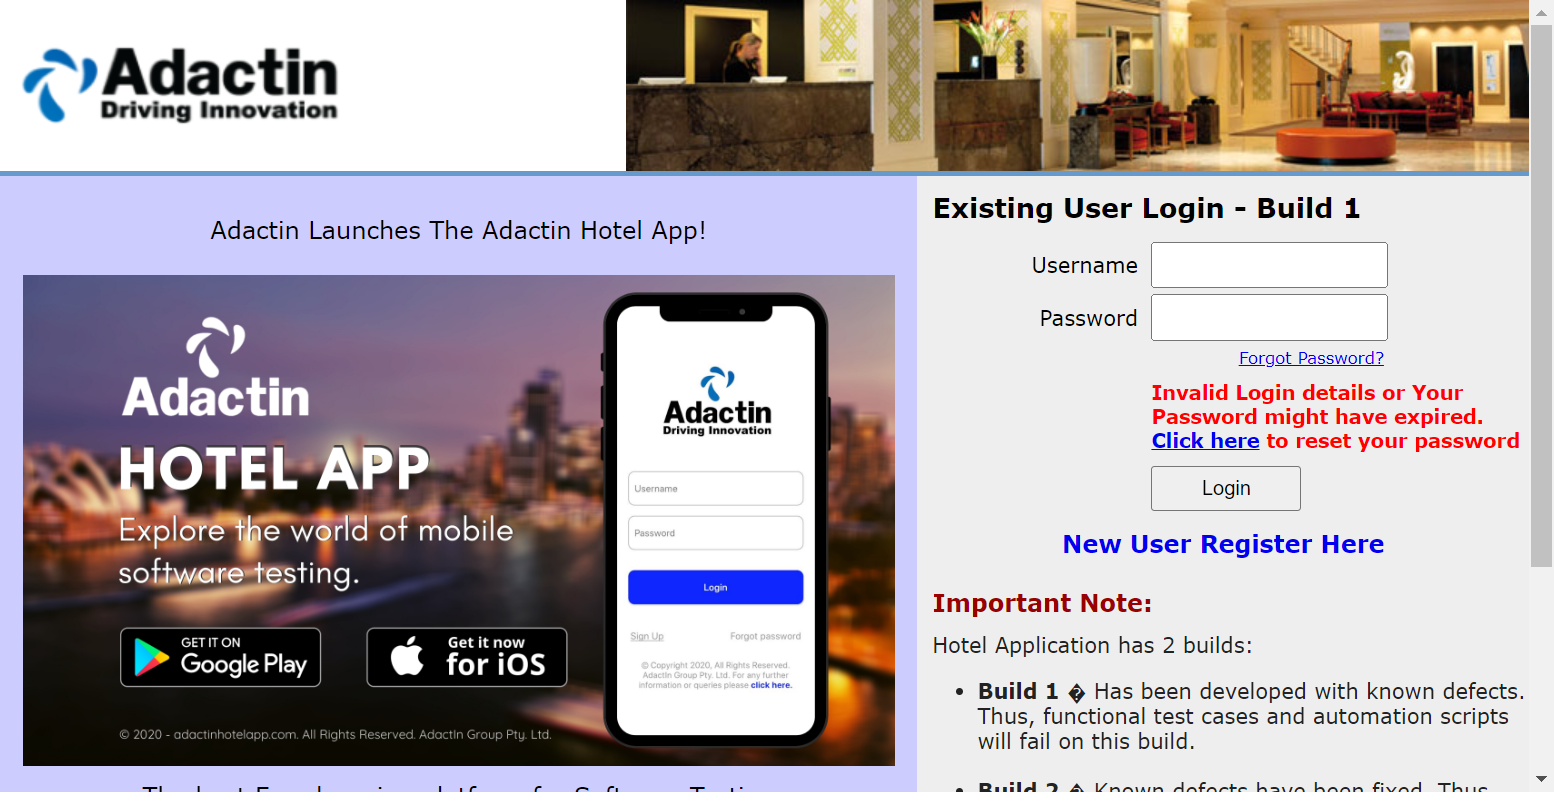 Adactin
Driving Innovation
Adactin Launches The Adactin Hotel App!
Adactin
HOTEL APP
Explore the world of mobile
software testing.
GET IT ON
Google Play
Get it now
for iOS
© 2020 - adactinhotelapp.com. All Rights Reserved. AdactIn Group Pty. Ltd.
Adactin
Driving Innovation
Username
Password
Login
Sign Up
Forgot password
© Copyright 2020, All Rights Reserved.
AdactIn Group Pty. Ltd. For any further
information or queries please click here.
Existing User Login - Build 1
Username
Password
Forgot Password?
Invalid Login details or Your
Password might have expired.
Click here to reset your password
Login
New User Register Here
Important Note:
Hotel Application has 2 builds:
• Build 1 � Has been developed with known defects.
Thus, functional test cases and automation scripts
will fail on this build.
• Build 2 � Known defects have been fixed. Thus